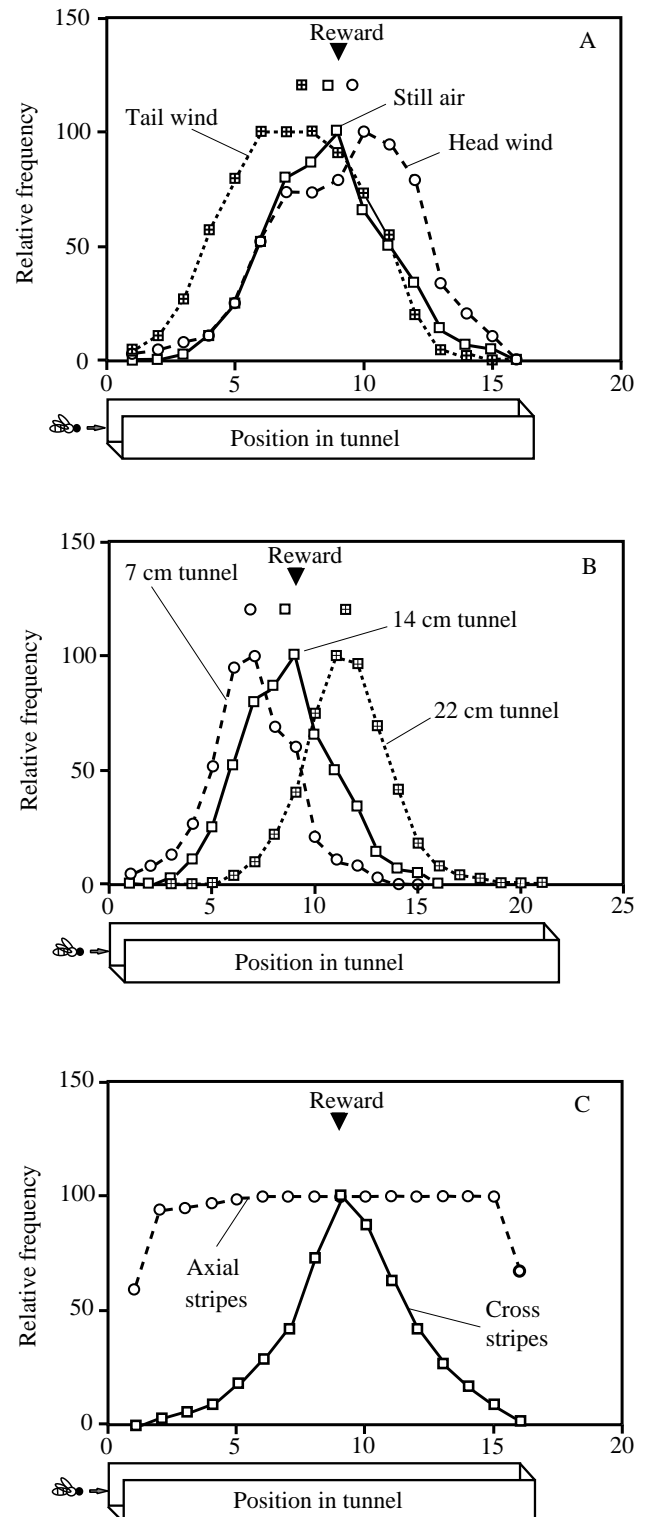 150
Reward
A
Tail wind
Still air
Head wind
100
50
0
Relative frequency
0 5 10 15 20
Position in tunnel
150
Reward
B
7 cm tunnel
14 cm tunnel
22 cm tunnel
100
50
0
Relative frequency
0 5 10 15 20 25
Position in tunnel
150
Reward
C
100
Axial
stripes
Cross
stripes
50
0
Relative frequency
0 5 10 15 20
Position in tunnel